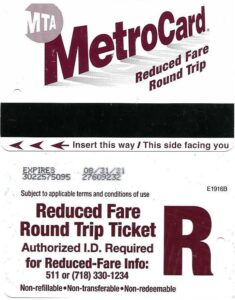 MTA
MetroCard®
Reduced Fare
Round Trip
Insert this way / This side facing you
EXPIRES 08/31/21
3022575095 27609232
Subject to applicable terms and conditions of use
E1916B
Reduced Fare
Round Trip Ticket
Authorized I.D. Required
for Reduced-Fare Info:
511 or (718) 330-1234
Non-refillable•Non-transferable•Non-redeemable
R